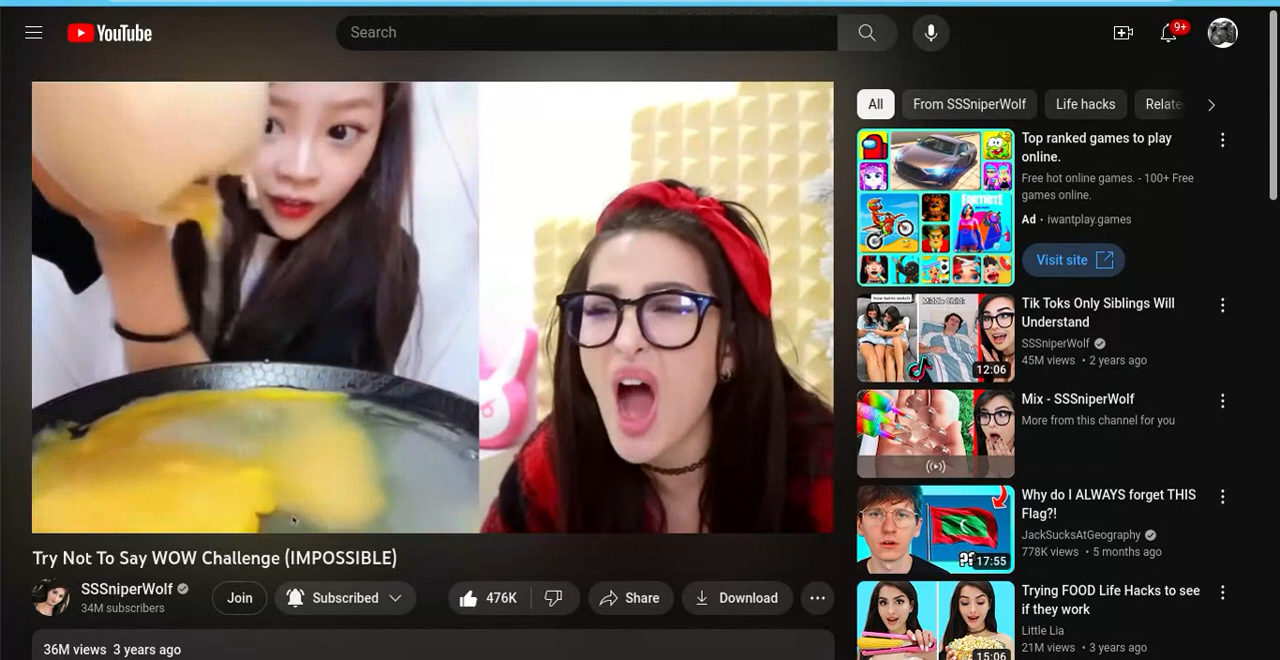 YouTube
Search
9+
All
From SSSniperWolf
Life hacks
Relate
Top ranked games to play
online.
Free hot online games. - 100+ Free
games online.
Ad · iwantplay.games
Visit site
FORTNITE
Middle Child:
12:06
Tik Toks Only Siblings Will
Understand
SSSniperWolf
45M views • 2 years ago
Mix - SSSniperWolf
More from this channel for you
??
17:55
Why do I ALWAYS forget THIS
Flag?!
JackSucksAtGeography
778K views • 5 months ago
15:06
Trying FOOD Life Hacks to see
if they work
Little Lia
21M views • 3 years ago
Try Not To Say WOW Challenge (IMPOSSIBLE)
SSSniperWolf
34M subscribers
Join
Subscribed
476K
Share
Download
36M views 3 years ago